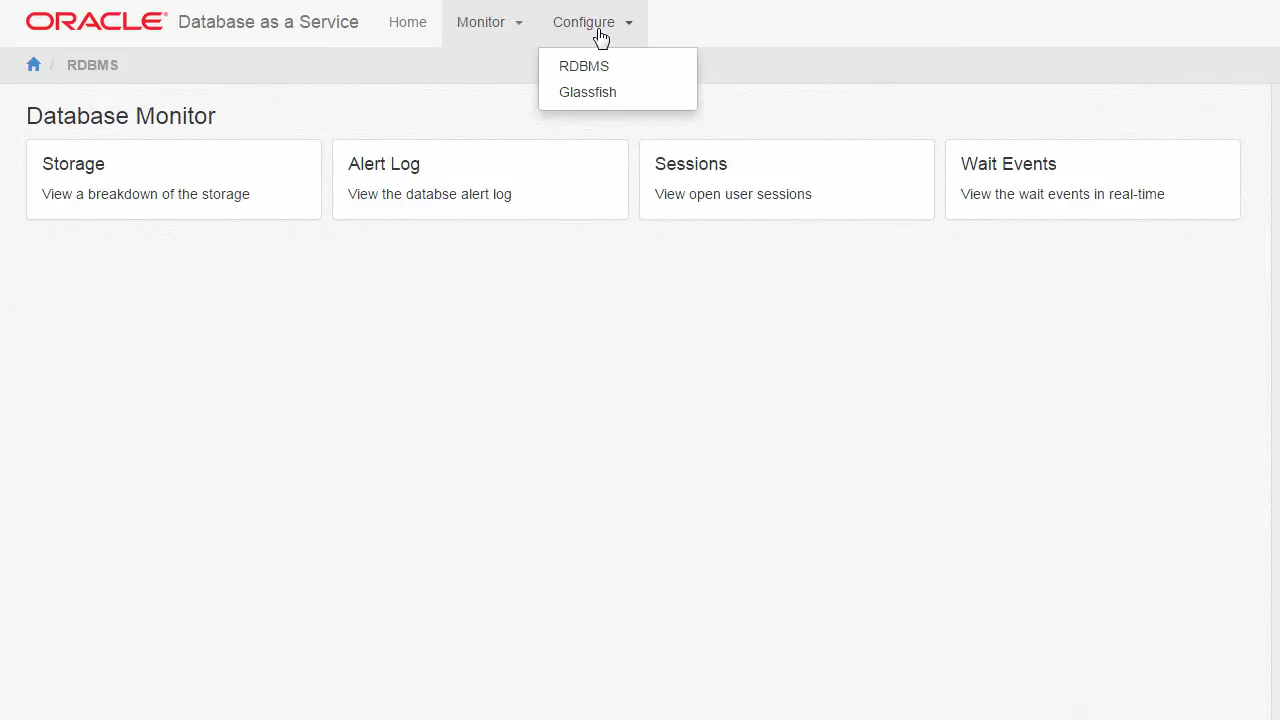 ORACLE® Database as a Service Home Monitor Configure
RDBMS
Glassfish
/ RDBMS
Database Monitor
Storage
View a breakdown of the storage
Alert Log
View the databse alert log
Sessions
View open user sessions
Wait Events
View the wait events in real-time